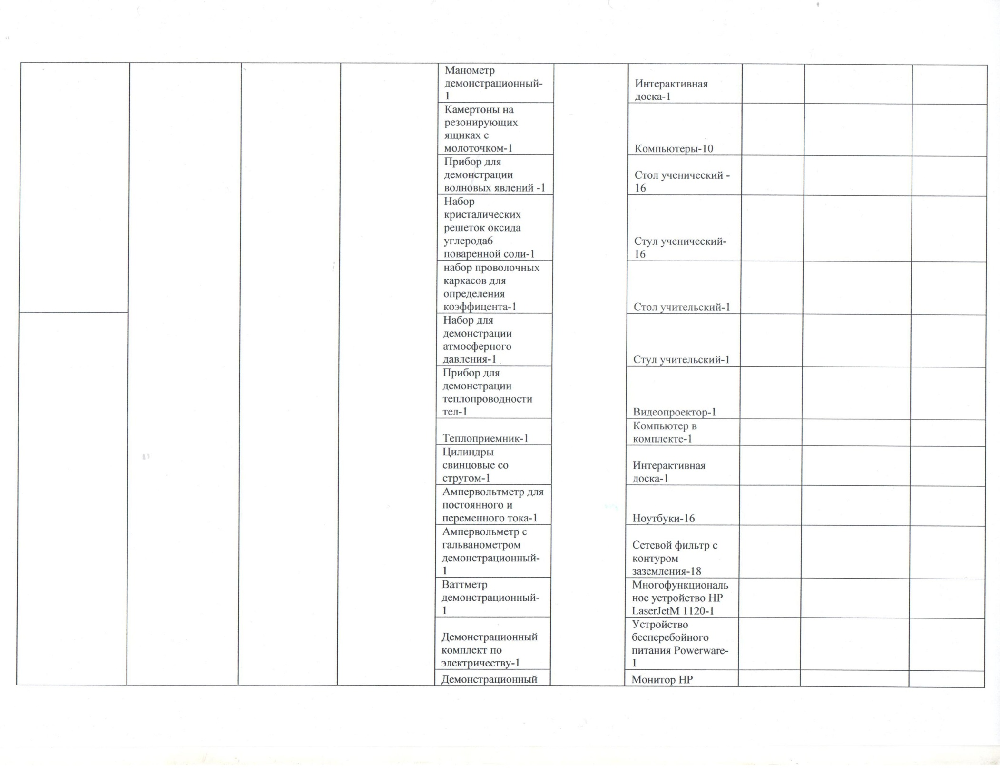 Манометр
демонстрационный-
1
Интерактивная
доска-1
Камертоны на
резонирующих
ящиках с
молоточком-1
Компьютеры-10
Прибор для
демонстрации
волновых явлений -1
Стол ученический -
16
Набор
кристалических
решеток оксида
углерода6
поваренной соли-1
Стул ученический-
16
набор проволочных
каркасов для
определения
коэффицента-1
Стол учительский-1
Набор для
демонстрации
атмосферного
давления-1
Стул учительский-1
Прибор для
демонстрации
теплопроводности
тел-1
Видеопроектор-1
Теплоприемник-1
Компьютер в
комплекте-1
Цилиндры
свинцовые со
стругом-1
Интерактивная
доска-1
Ампервольтметр для
постоянного и
переменного тока-1
Ноутбуки-16
Ампервольметр с
гальванометром
демонстрационный-
1
Сетевой фильтр с
контуром
заземления-18
Ваттметр
демонстрационный-
1
Многофункциональ
ное устройство HP
LaserJetM 1120-1
Демонстрационный
комплект по
электричеству-1
Устройство
бесперебойного
питания Powerware-
1
Демонстрационный
Монитор HP